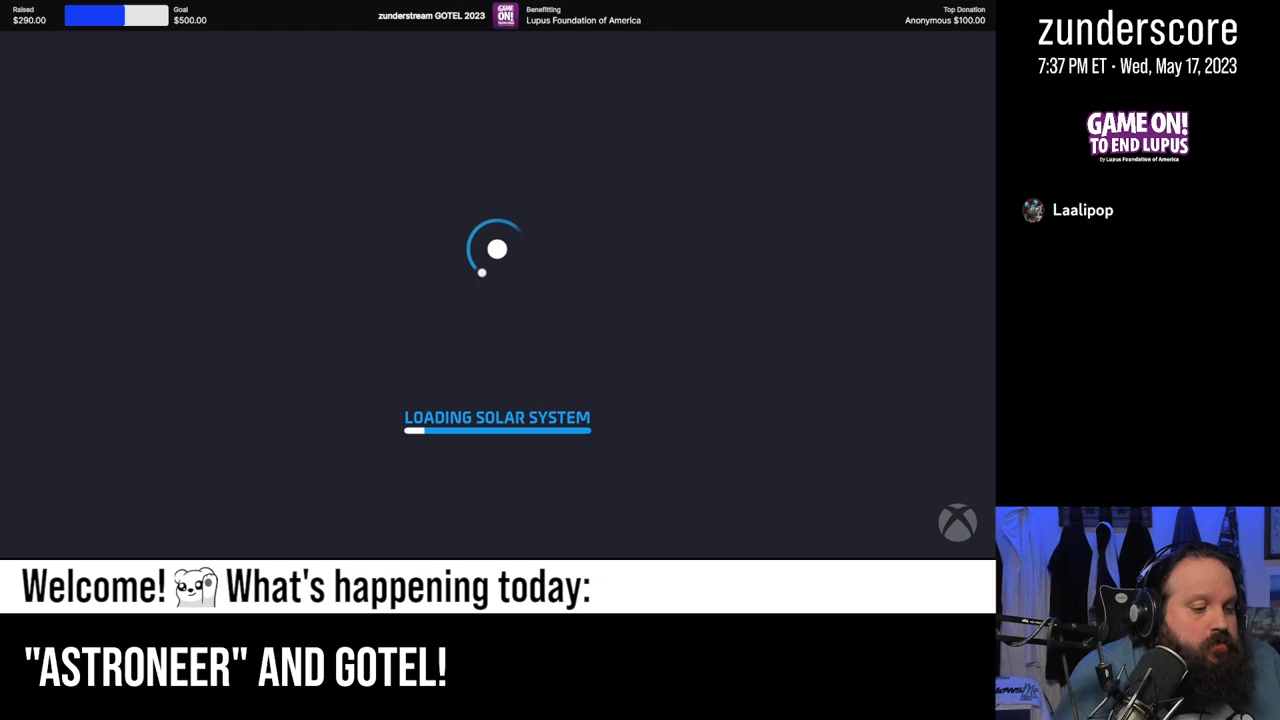 Raised
$290.00
Goal
$500.00
zunderstream GOTEL 2023
GAME ON!
Benefitting
Lupus Foundation of America
Top Donation
Anonymous $100.00
zunderscore
7:37 PM ET · Wed, May 17, 2023
GAME ON!
TO END LUPUS
By Lupus Foundation of America
Laalipop
LOADING SOLAR SYSTEM
Welcome! What's happening today:
"ASTRONEER" AND GOTEL!